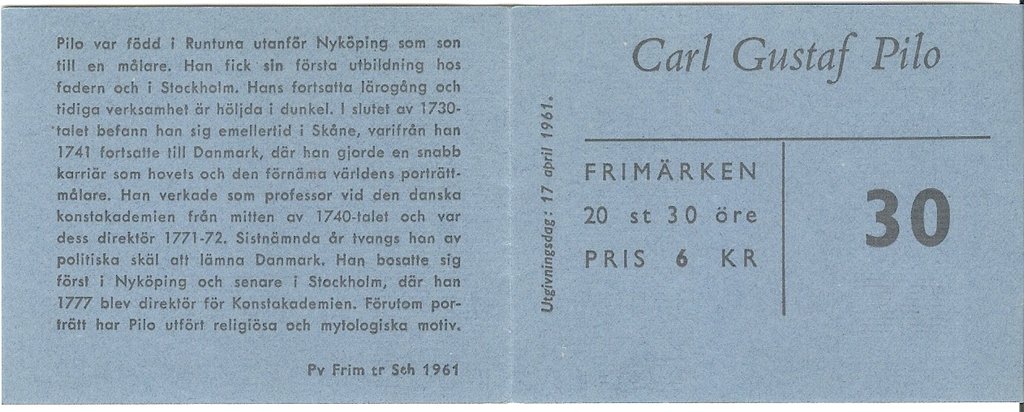 Pilo var född i Runtuna utanför Nyköping som son
till en målare. Han fick sin första utbildning hos
fadern och i Stockholm. Hans fortsatta lärogång och
tidiga verksamhet är höljda i dunkel. I slutet av 1730-
talet befann han sig emellertid i Skåne, varifrån han
1741 fortsatte till Danmark, där han gjorde en snabb
karriär som hovets och den förnäma världens porträtt-
målare. Han verkade som professor vid den danska
konstakademien från mitten av 1740-talet och var
dess direktör 1771-72. Sistnämnda år tvangs han av
politiska skäl att lämna Danmark. Han bosatte sig
först i Nyköping och senare i Stockholm, där han
1777 blev direktör för Konstakademien. Förutom por-
trätt har Pilo utfört religiösa och mytologiska motiv.
Pv Frim tr Sth 1961
Utgivningsdag: 17 april 1961.
Carl Gustaf Pilo
FRIMÄRKEN
20 st 30 öre
PRIS 6 KR
30